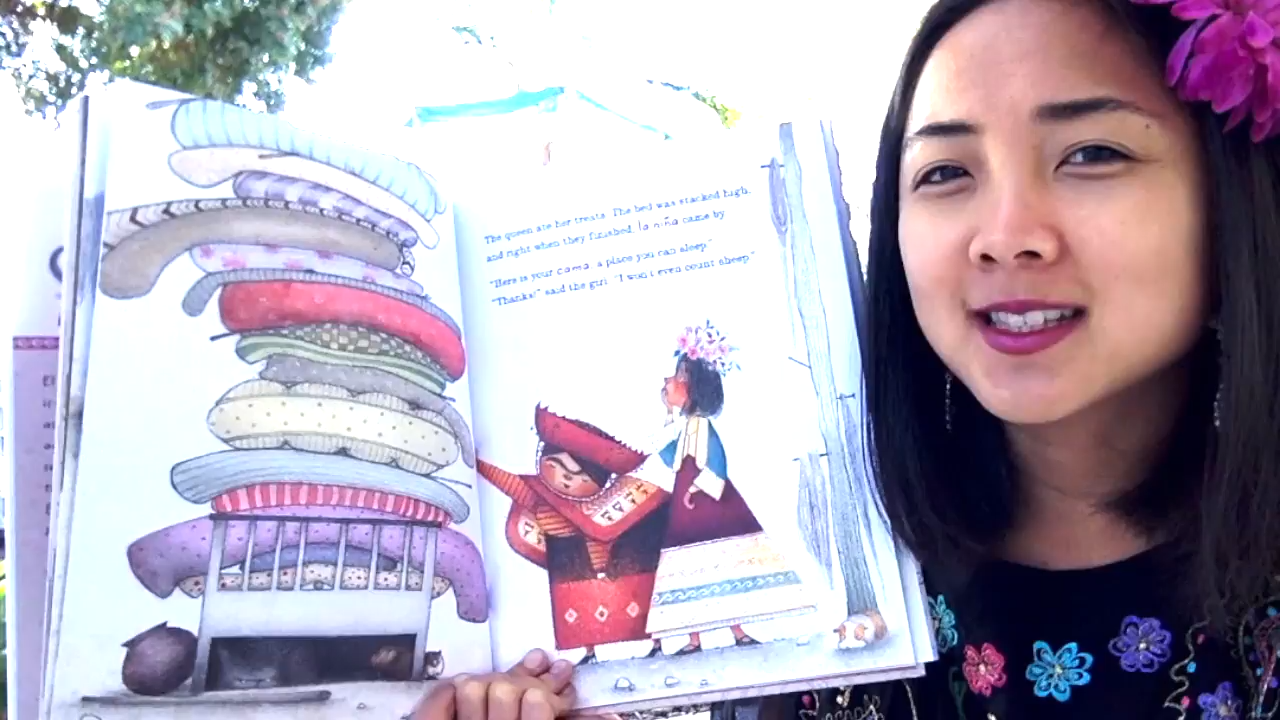 The queen ate her treats. The bed was stacked high,
and right when they finished, la niña came by
"Here is your cama, a place you can sleep."
"Thanks!" said the girl. "I won't even count sheep."